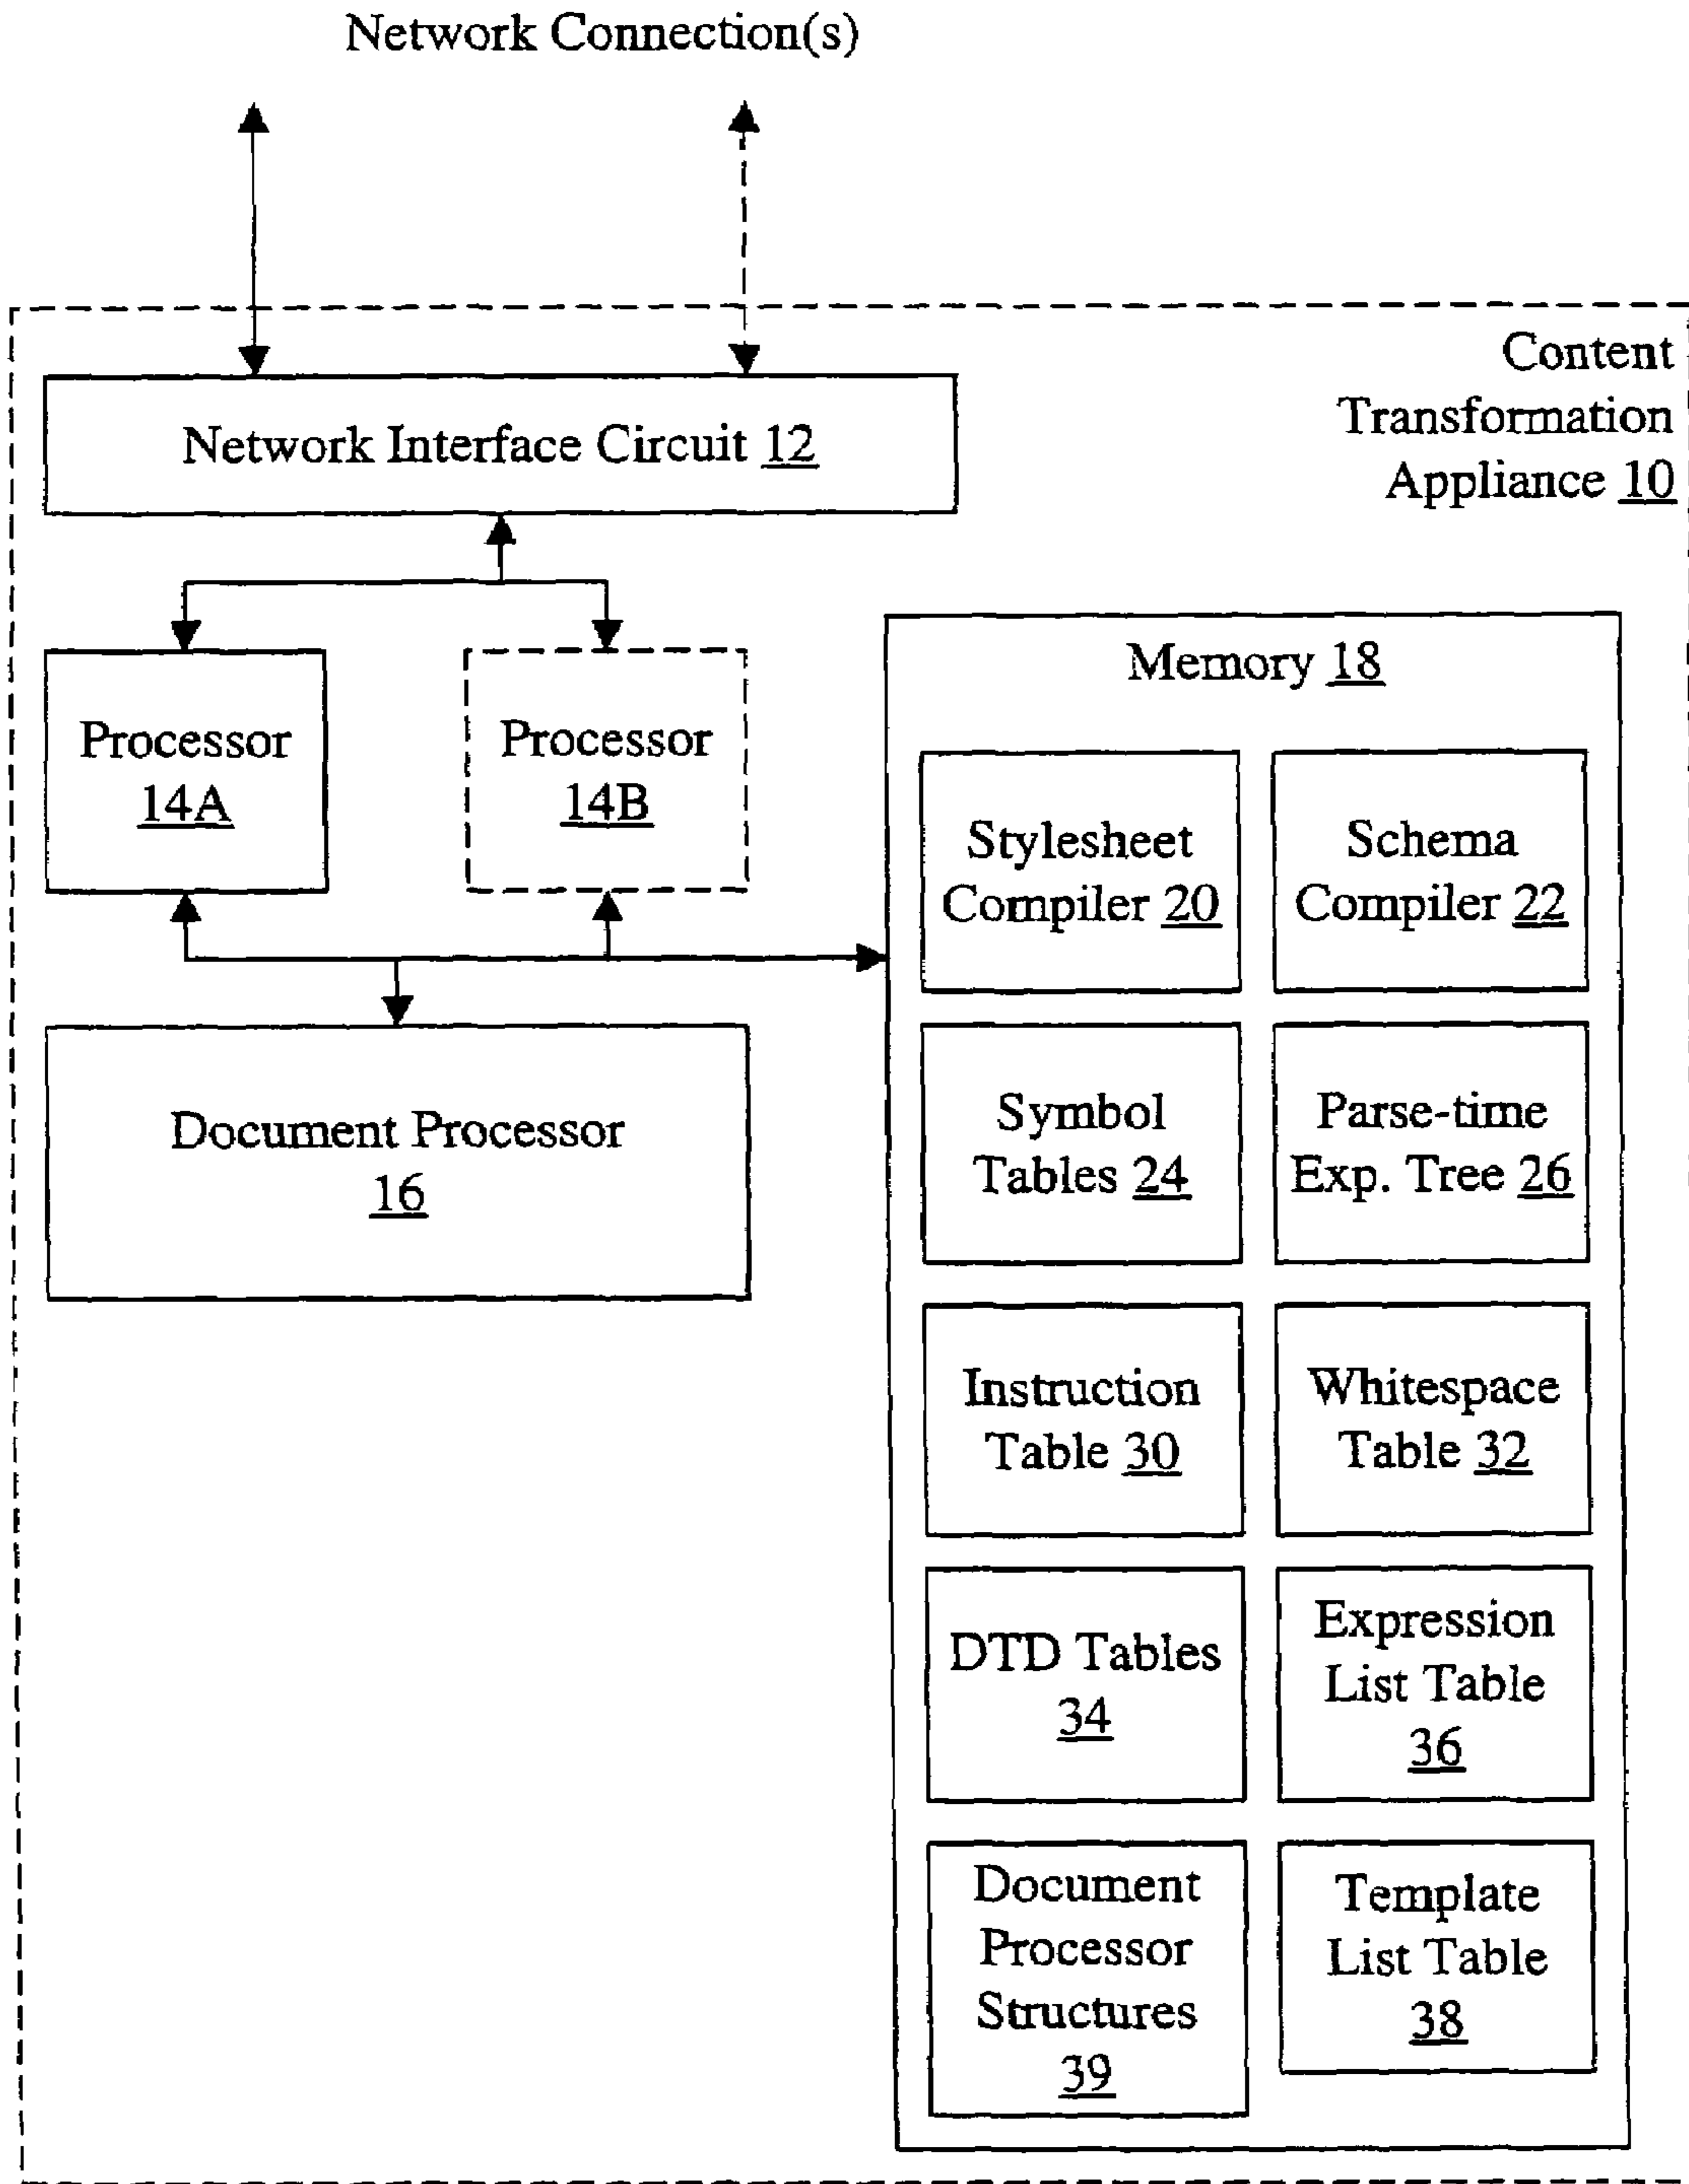 Network Connection(s)
Content
Transformation
Appliance 10
Network Interface Circuit 12
Processor
14A
Processor
14B
Document Processor
16
Memory 18
Stylesheet
Compiler 20
Schema
Compiler 22
Symbol
Tables 24
Parse-time
Exp. Tree 26
Instruction
Table 30
Whitespace
Table 32
DTD Tables
34
Expression
List Table
36
Document
Processor
Structures
39
Template
List Table
38